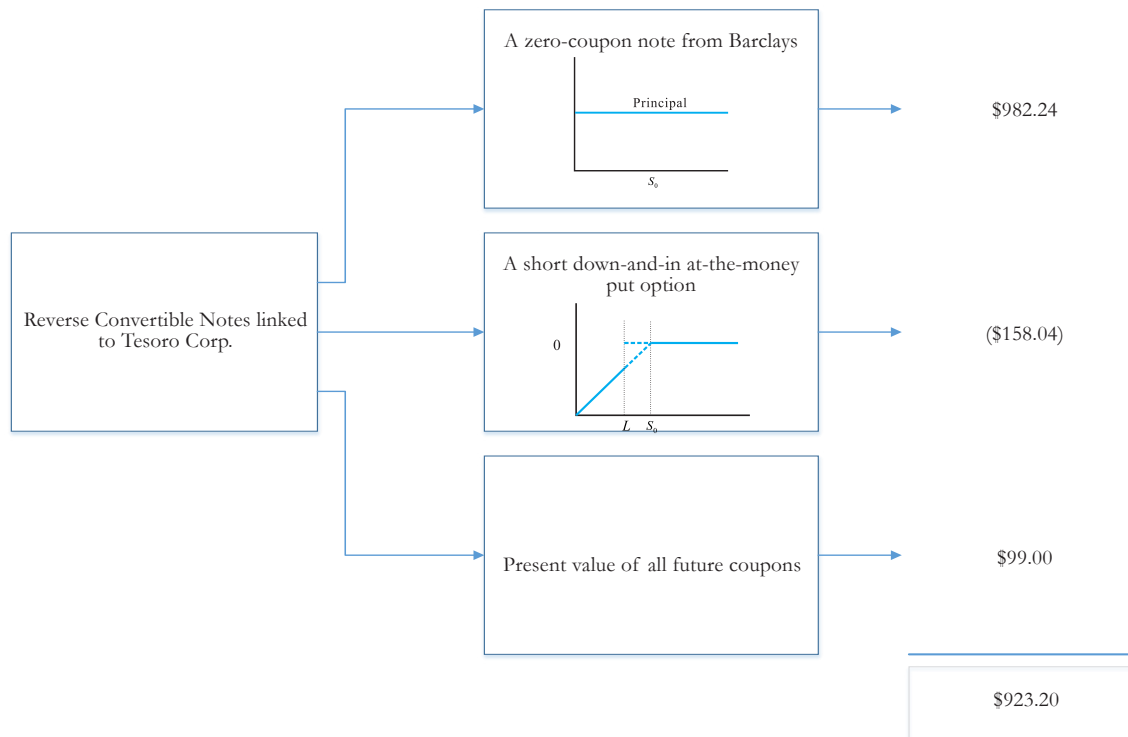 A zero-coupon note from Barclays
Principal
S₀
$982.24
Reverse Convertible Notes linked
to Tesoro Corp.
A short down-and-in at-the-money
put option
0
L S₀
($158.04)
Present value of all future coupons
$99.00
$923.20